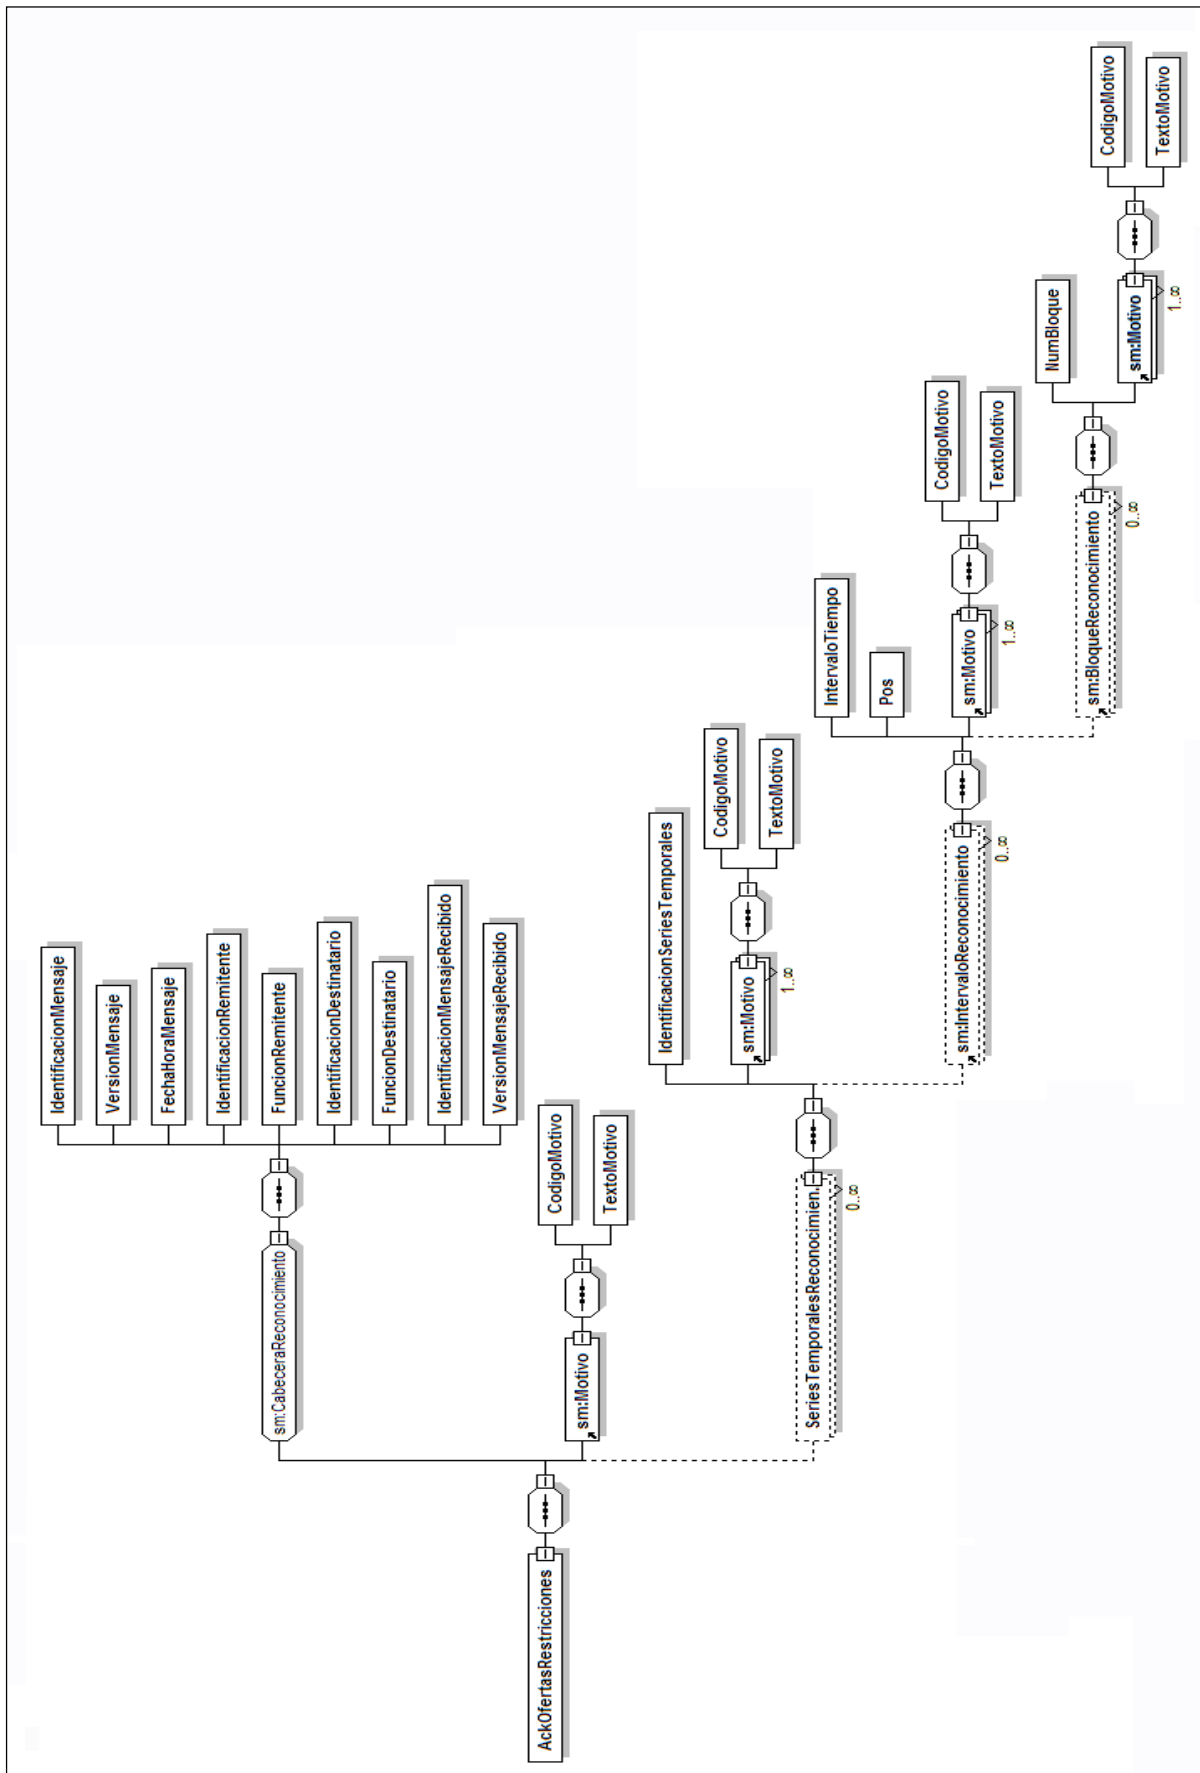 AckOfertasRestricciones
sm:CabeceraReconocimiento
IdentificacionMensaje
VersionMensaje
FechaHoraMensaje
IdentificacionRemitente
FuncionRemitente
IdentificacionDestinatario
FuncionDestinatario
IdentificacionMensajeRecibido
VersionMensajeRecibido
sm:Motivo
CodigoMotivo
TextoMotivo
SeriesTemporalesReconocimien.
0..∞
IdentificacionSeriesTemporales
sm:Motivo
1..∞
CodigoMotivo
TextoMotivo
sm:IntervaloReconocimiento
0..∞
IntervaloTiempo
Pos
sm:Motivo
1..∞
CodigoMotivo
TextoMotivo
sm:BloqueReconocimiento
0..∞
NumBloque
sm:Motivo
1..∞
CodigoMotivo
TextoMotivo